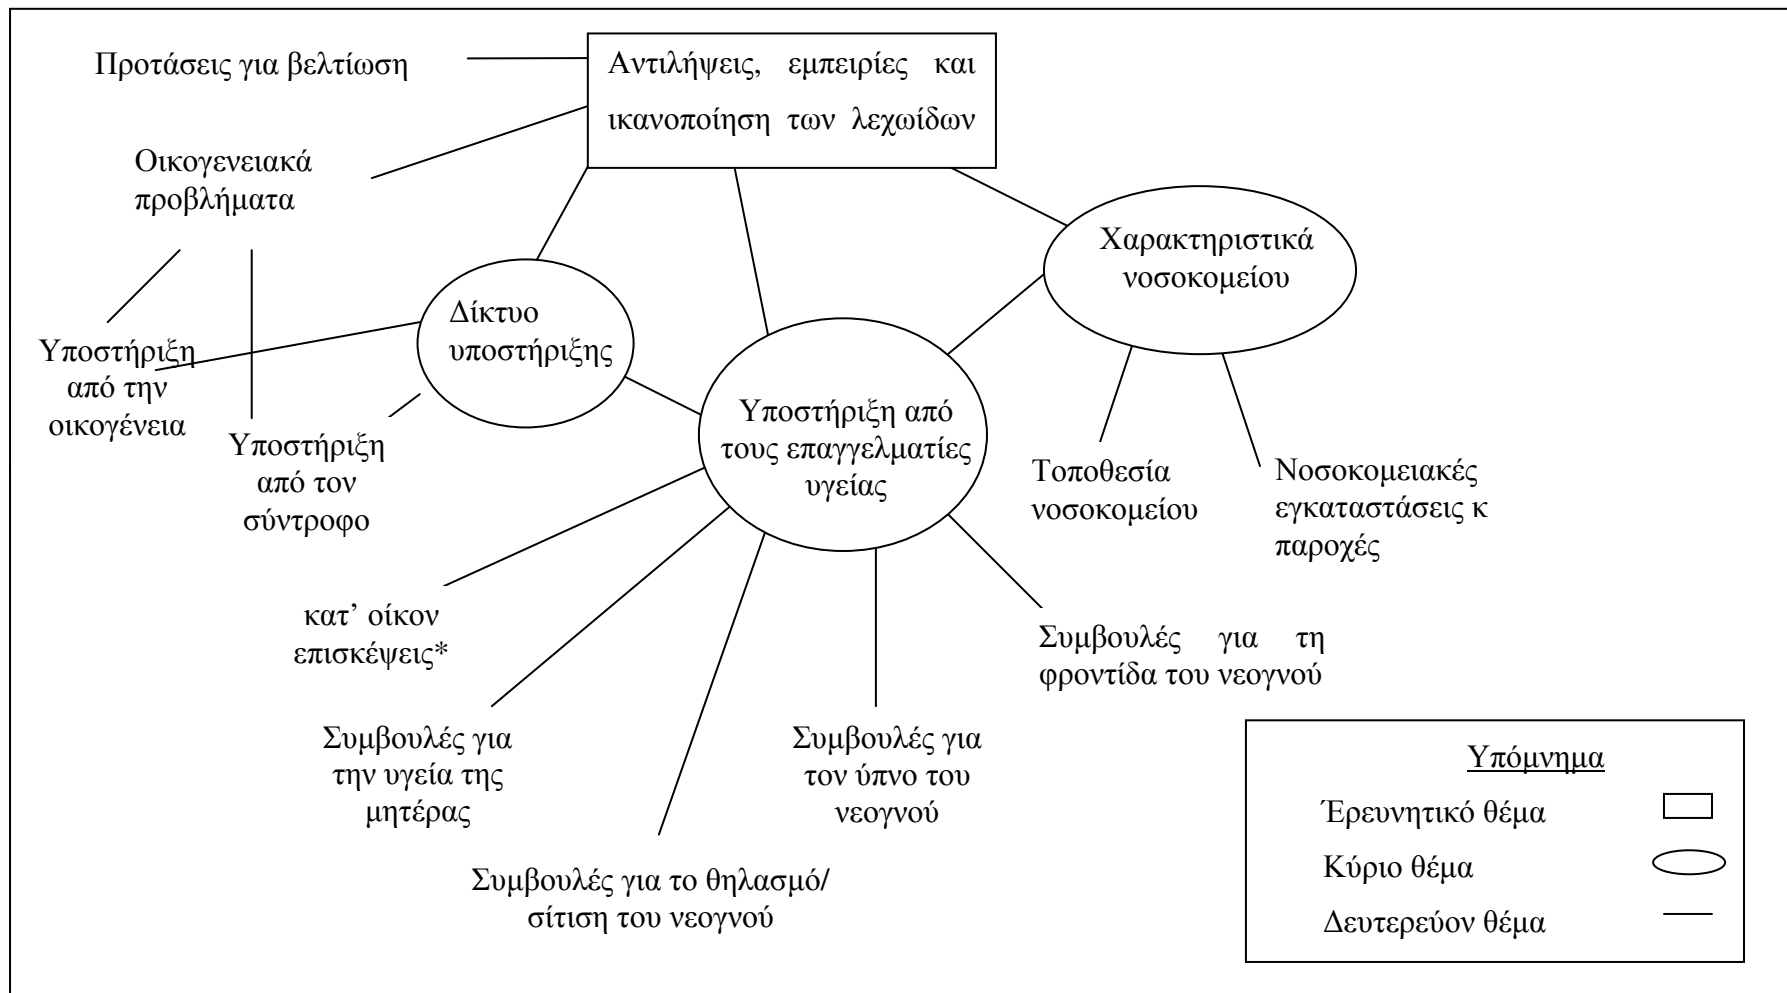 Προτάσεις για βελτίωση
Αντιλήψεις, εμπειρίες και
ικανοποίηση των λεχωίδων
Οικογενειακά
προβλήματα
Χαρακτηριστικά
νοσοκομείου
Δίκτυο
υποστήριξης
Υποστήριξη
από την
οικογένεια
Υποστήριξη από
τους επαγγελματίες
υγείας
Υποστήριξη
από τον
σύντροφο
Τοποθεσία
νοσοκομείου
Νοσοκομειακές
εγκαταστάσεις κ
παροχές
κατ’ οίκον
επισκέψεις*
Συμβουλές για τη
φροντίδα του νεογνού
Συμβουλές για
την υγεία της
μητέρας
Συμβουλές για
τον ύπνο του
νεογνού
Συμβουλές για το θηλασμό/
σίτιση του νεογνού
Υπόμνημα
Έρευνητικό θέμα
Κύριο θέμα
Δευτερεύον θέμα